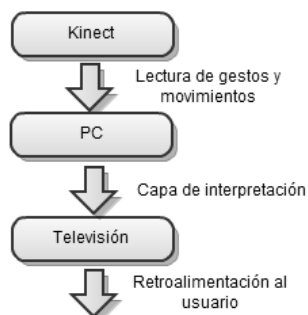 Kinect
Lectura de gestos y
movimientos
PC
Capa de interpretación
Televisión
Retroalimentación al
usuario